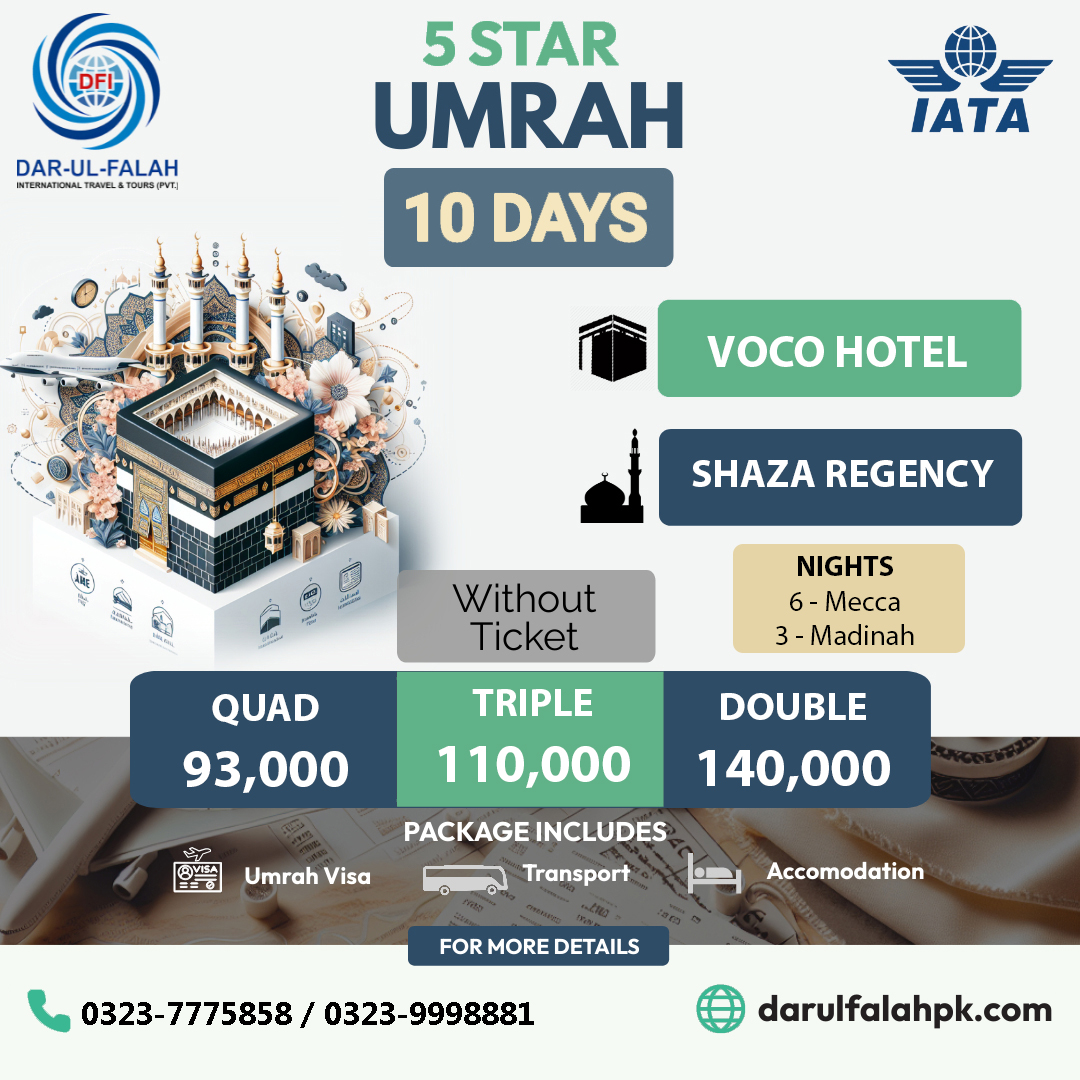 DFI
DAR-UL-FALAH
INTERNATIONAL TRAVEL & TOURS (PVT.)
5 STAR
UMRAH
10 DAYS
IATA
VOCO HOTEL
SHAZA REGENCY
NIGHTS
6 - Mecca
3 - Madinah
Without
Ticket
QUAD
93,000
TRIPLE
110,000
DOUBLE
140,000
PACKAGE INCLUDES
VISA
Umrah Visa
Transport
Accomodation
FOR MORE DETAILS
0323-7775858 / 0323-9998881
darulfalahpk.com